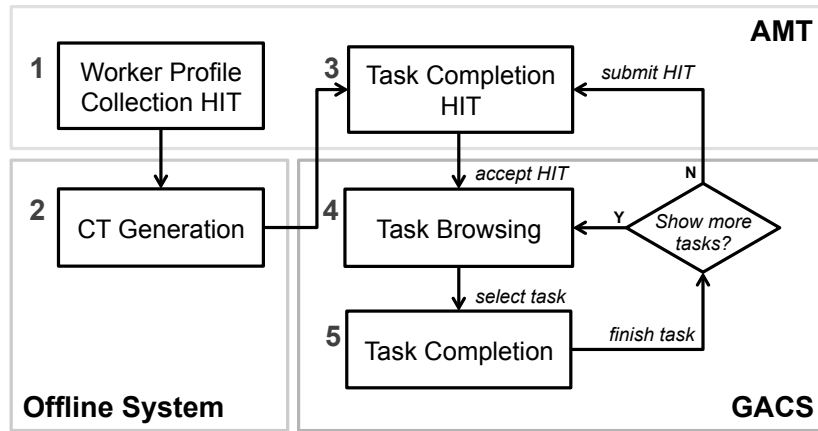 AMT
1
Worker Profile
Collection HIT
3
Task Completion
HIT
submit HIT
accept HIT
N
2
CT Generation
4
Task Browsing
Y
Show more
tasks?
select task
5
Task Completion
finish task
Offline System
GACS